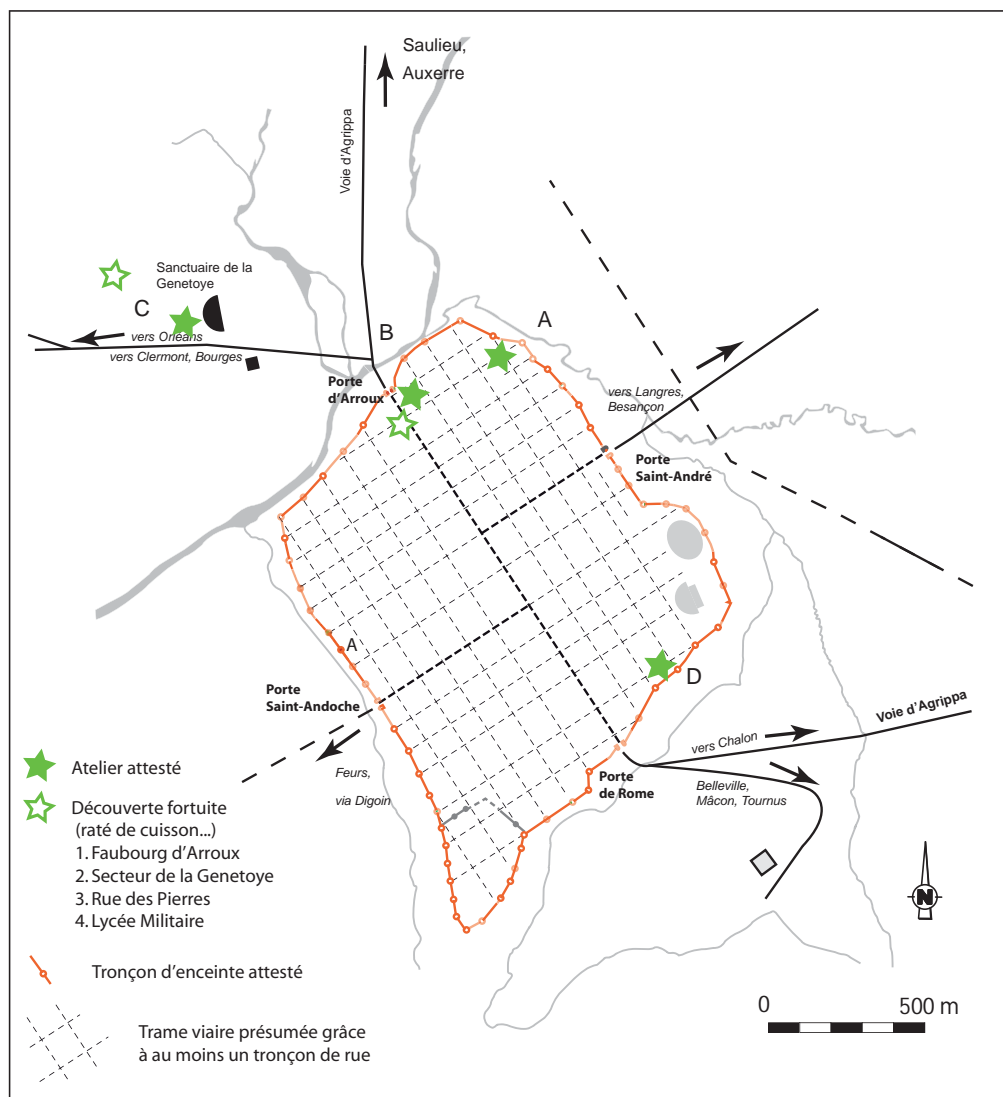 Saulieu,
Auxerre
Voie d'Agrippa
Sanctuaire de la
Genetoye
C
vers Orléans
vers Clermont, Bourges
B
A
Porte
d'Arroux
vers Langres,
Besançon
Porte
Saint-André
A
Porte
Saint-Andoche
D
Feurs,
via Digoin
Porte
de Rome
vers Chalon
Voie d'Agrippa
Belleville,
Mâcon, Tournus
Atelier attesté
Découverte fortuite
(raté de cuisson...)
1. Faubourg d'Arroux
2. Secteur de la Genetoye
3. Rue des Pierres
4. Lycée Militaire
Tronçon d'enceinte attesté
Trame viaire présumée grâce
à au moins un tronçon de rue
N
0 500 m